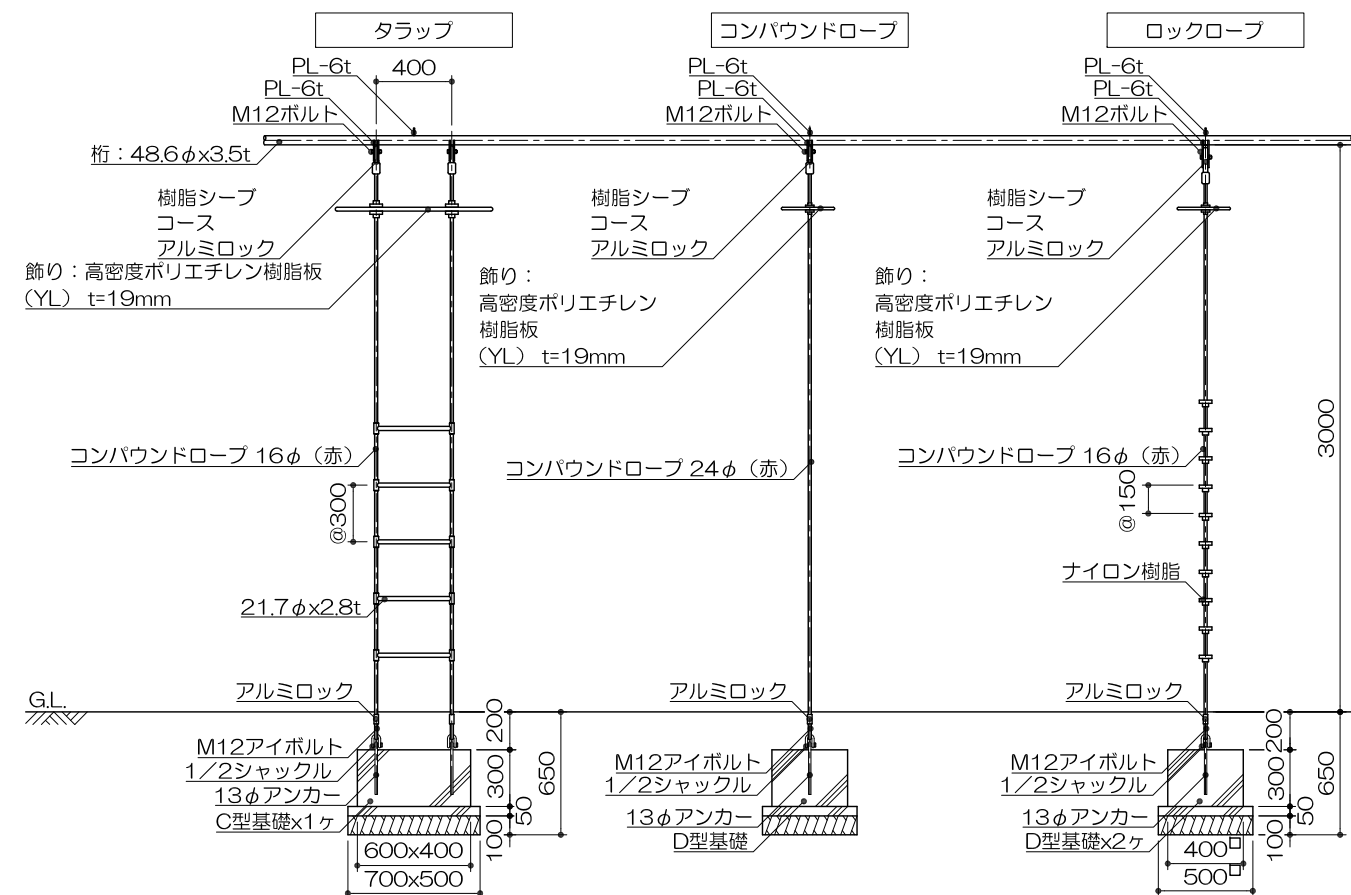 タラップ
PL-6t
400
PL-6t
M12ボルト
桁：48.6φx3.5t
樹脂シーブ
コース
アルミロック
飾り：高密度ポリエチレン樹脂板
(YL) t=19mm
コンパウンドロープ 16φ（赤）
@300
21.7φx2.8t
G.L.
アルミロック
M12アイボルト
1／2シャックル
13φアンカー
C型基礎x1ヶ
200
300
650
50
100
600x400
700x500
コンパウンドロープ
PL-6t
PL-6t
M12ボルト
樹脂シーブ
コース
アルミロック
飾り：
高密度ポリエチレン
樹脂板
(YL) t=19mm
コンパウンドロープ 24φ（赤）
アルミロック
M12アイボルト
1／2シャックル
13φアンカー
D型基礎
ロックロープ
PL-6t
PL-6t
M12ボルト
樹脂シーブ
コース
アルミロック
飾り：
高密度ポリエチレン
樹脂板
(YL) t=19mm
コンパウンドロープ 16φ（赤）
@150
ナイロン樹脂
3000
アルミロック
M12アイボルト
1／2シャックル
13φアンカー
D型基礎x2ヶ
200
300
650
50
100
400□
500□